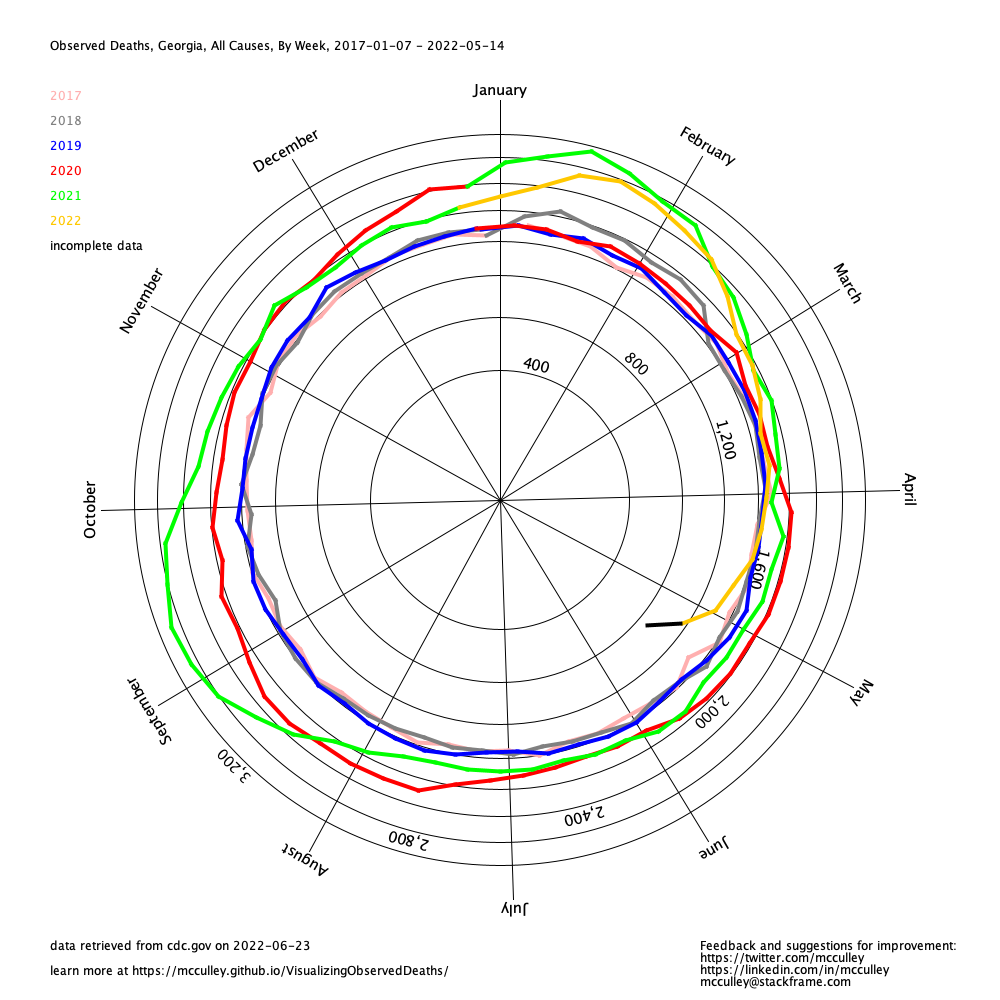 Observed Deaths, Georgia, All Causes, By Week, 2017-01-07 - 2022-05-14
2017
2018
2019
2020
2021
2022
incomplete data
January
February
March
April
May
June
July
August
September
October
November
December
400
800
1,200
1,600
2,000
2,400
2,800
3,200
data retrieved from cdc.gov on 2022-06-23
learn more at https://mcculley.github.io/VisualizingObservedDeaths/
Feedback and suggestions for improvement:
https://twitter.com/mcculley
https://linkedin.com/in/mcculley
mcculley@stackframe.com